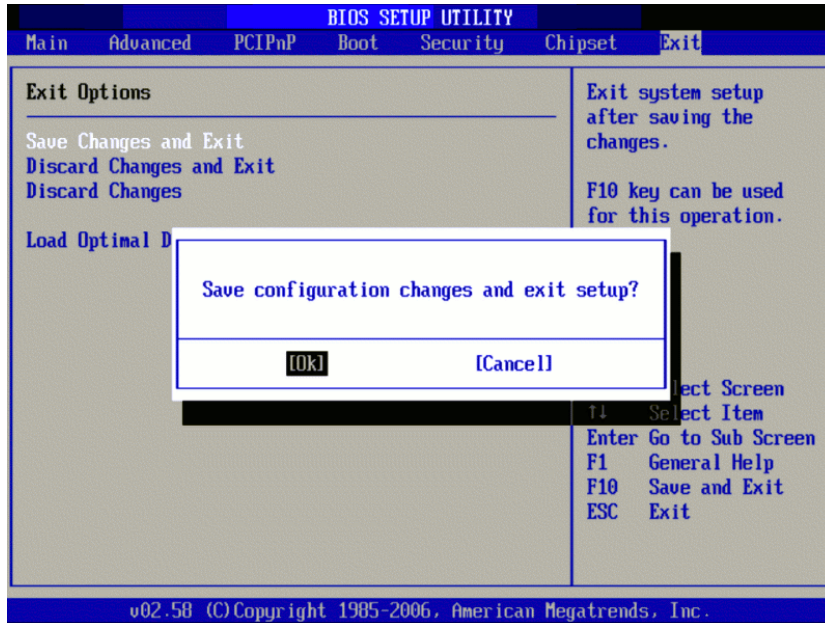 BIOS SETUP UTILITY
Main Advanced PCIPnP Boot Security Chipset Exit
Exit Options
Save Changes and Exit
Discard Changes and Exit
Discard Changes
Load Optimal D
Exit system setup
after saving the
changes.
F10 key can be used
for this operation.
Save configuration changes and exit setup?
[Ok] [Cancel]
lect Screen
↑↓ Select Item
Enter Go to Sub Screen
F1 General Help
F10 Save and Exit
ESC Exit
v02.58 (C)Copyright 1985-2006, American Megatrends, Inc.